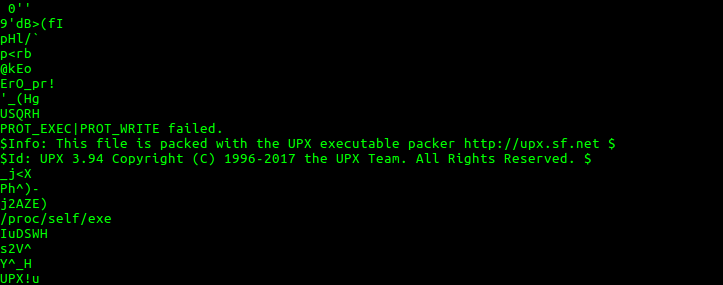 0''
9'dB>(fI
pHl/`
p<rb
@kEo
ErO_pr!
'_(Hg
USQRH
PROT_EXEC|PROT_WRITE failed.
$Info: This file is packed with the UPX executable packer http://upx.sf.net $
$Id: UPX 3.94 Copyright (C) 1996-2017 the UPX Team. All Rights Reserved. $
_j<X
Ph^)-
j2AZE)
/proc/self/exe
IuDSWH
s2V^
Y^_H
UPX!u